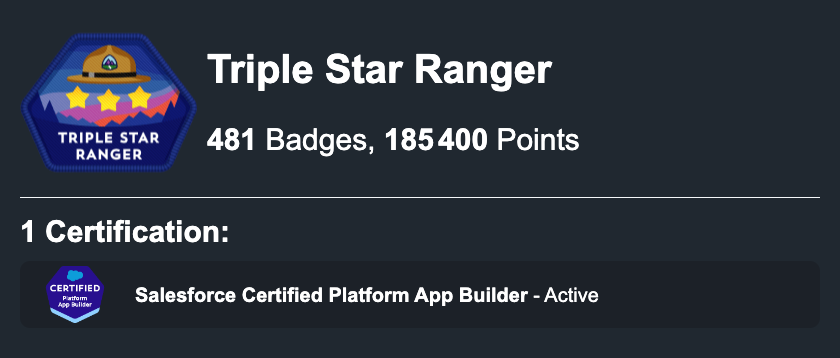 TRIPLE STAR
RANGER
Triple Star Ranger
481 Badges, 185 400 Points
1 Certification:
CERTIFIED
Platform
App Builder
Salesforce Certified Platform App Builder - Active